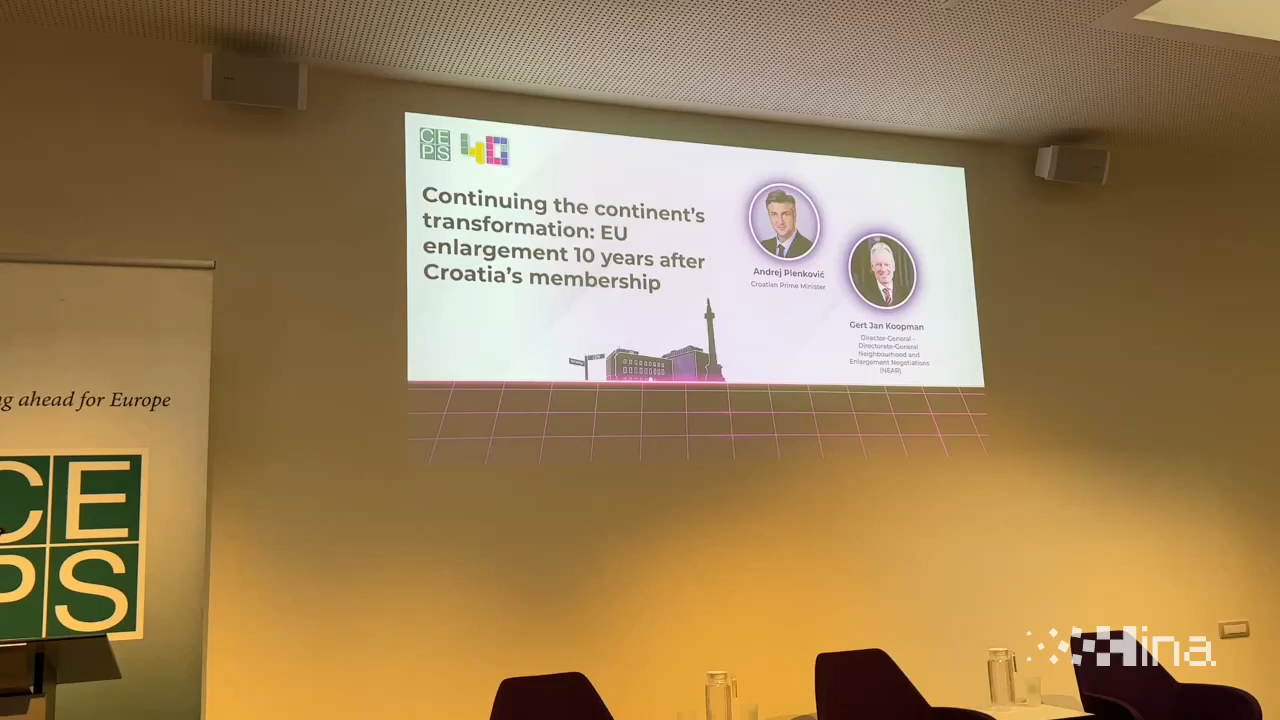 CE
PS
40
Continuing the continent's
transformation: EU
enlargement 10 years after
Croatia's membership
Andrej Plenković
Croatian Prime Minister
Gert Jan Koopman
Director-General -
Directorate-General
Neighbourhood and
Enlargement Negotiations
(NEAR)
g ahead for Europe
CE
PS
Hina